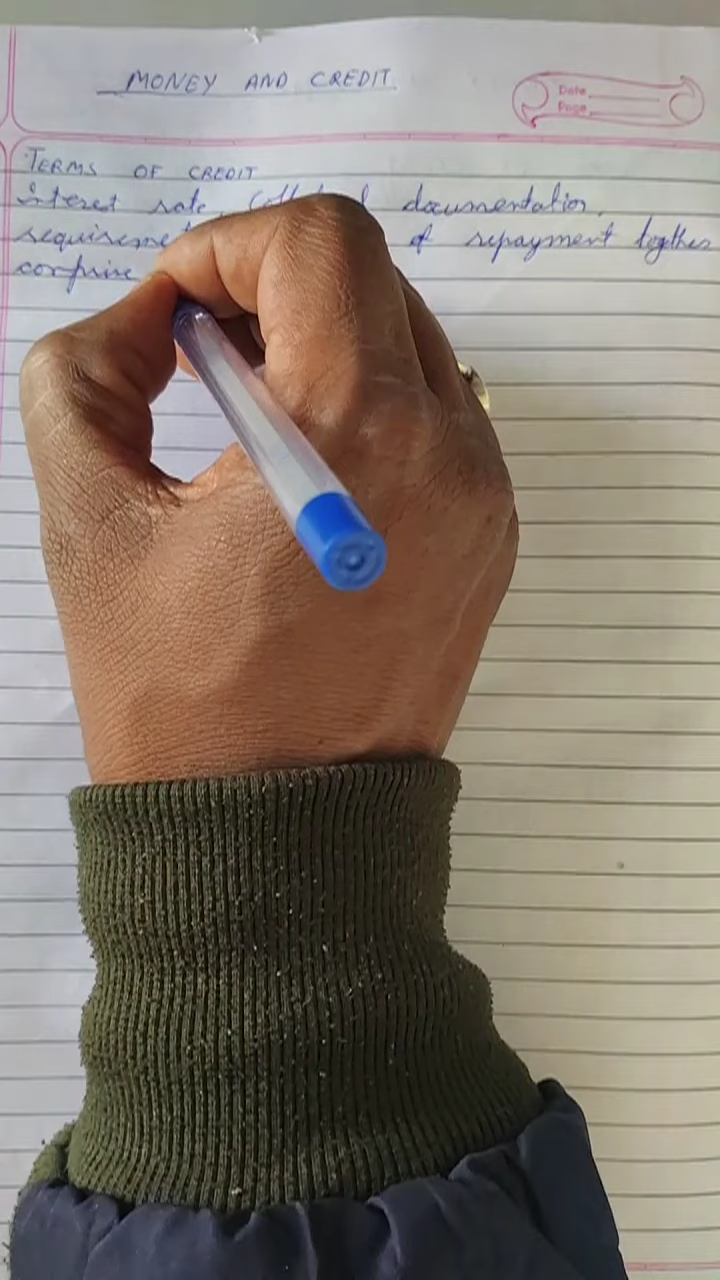 MONEY AND CREDIT
Date
Page
TERMS OF CREDIT
Interest rate, documentation,
of repayment together
comprise